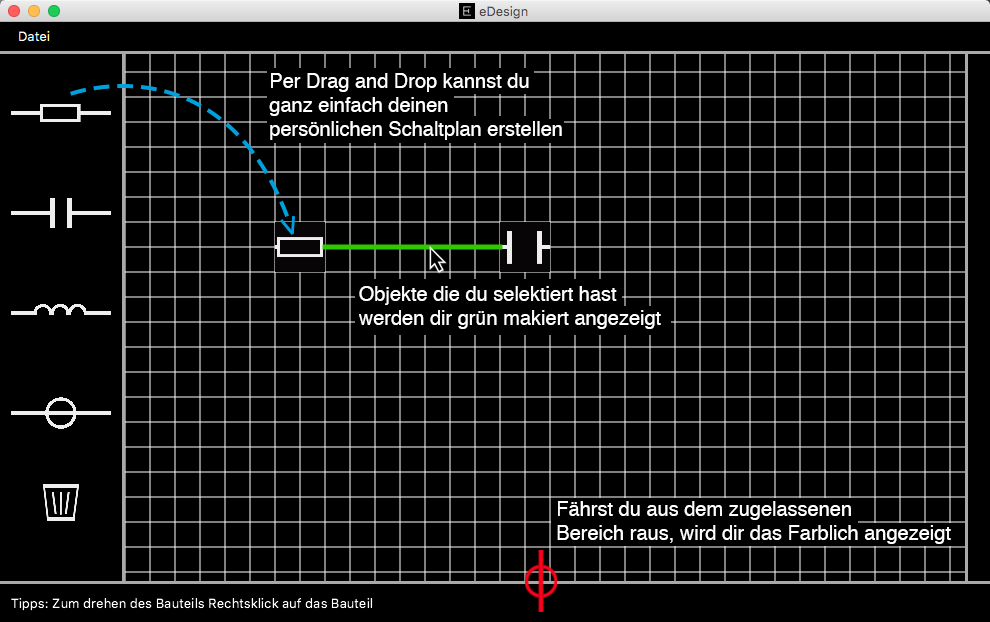 eDesign
Datei
Per Drag and Drop kannst du
ganz einfach deinen
persönlichen Schaltplan erstellen
Objekte die du selektiert hast
werden dir grün makiert angezeigt
Fährst du aus dem zugelassenen
Bereich raus, wird dir das Farblich angezeigt
Tipps: Zum drehen des Bauteils Rechtsklick auf das Bauteil